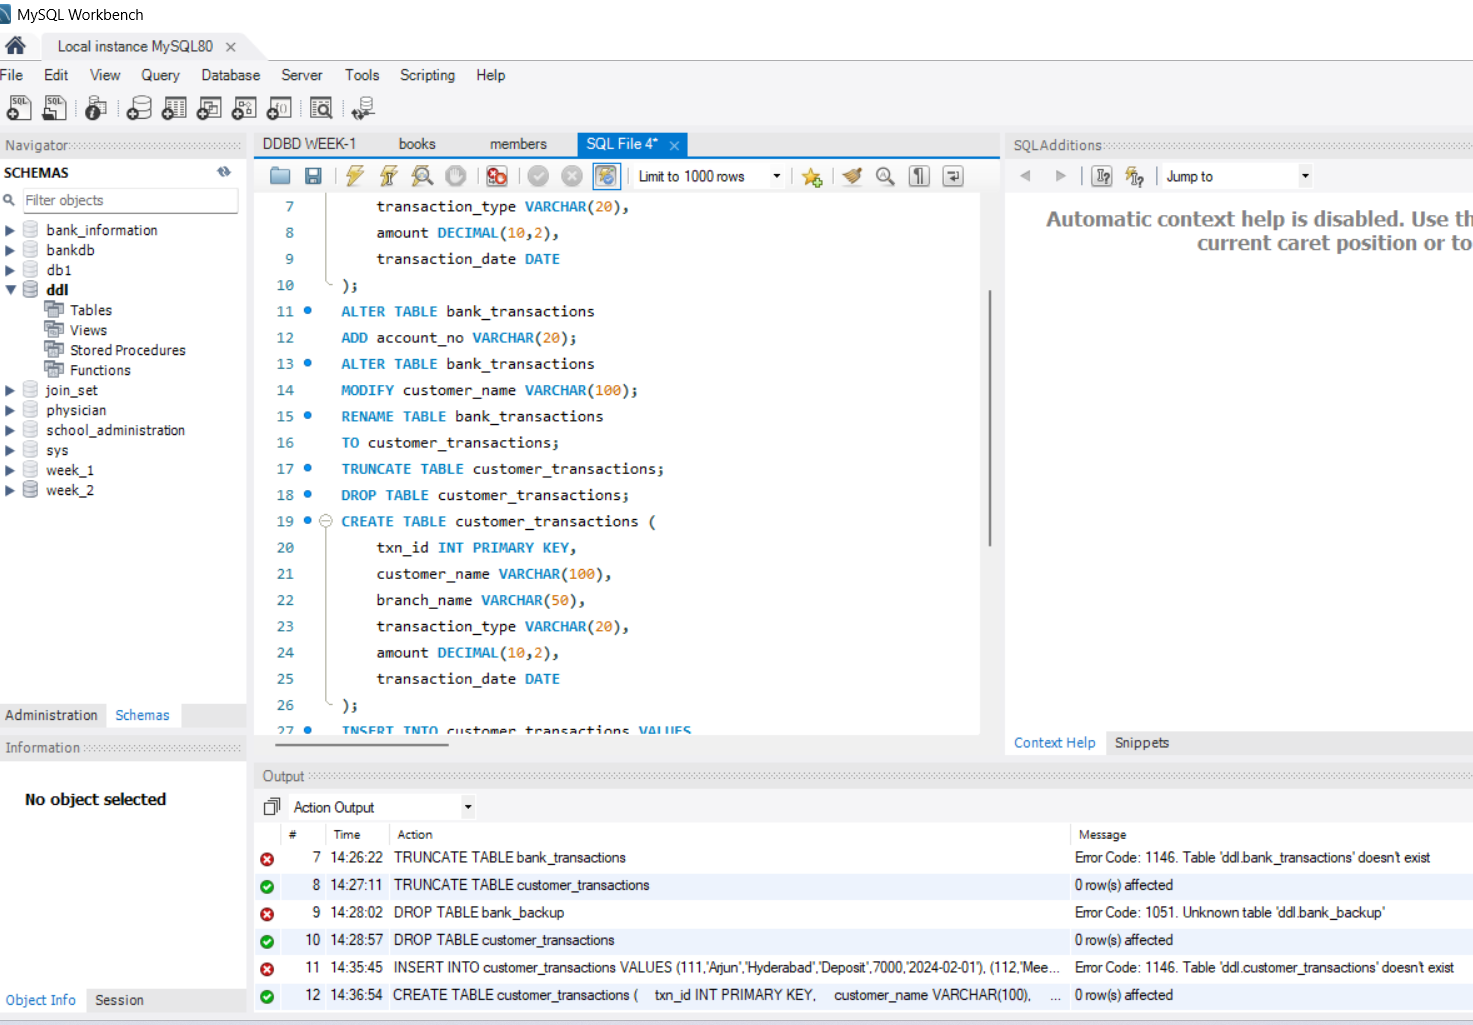 MySQL Workbench
Local instance MySQL80
File Edit View Query Database Server Tools Scripting Help
Navigator
SCHEMAS
Filter objects
bank_information
bankdb
db1
ddl
Tables
Views
Stored Procedures
Functions
join_set
physician
school_administration
sys
week_1
week_2
Administration Schemas
Information
No object selected
Object Info Session
DDBD WEEK-1 books members SQL File 4*
Limit to 1000 rows
7 transaction_type VARCHAR(20),
8 amount DECIMAL(10,2),
9 transaction_date DATE
10 );
11 ALTER TABLE bank_transactions
12 ADD account_no VARCHAR(20);
13 ALTER TABLE bank_transactions
14 MODIFY customer_name VARCHAR(100);
15 RENAME TABLE bank_transactions
16 TO customer_transactions;
17 TRUNCATE TABLE customer_transactions;
18 DROP TABLE customer_transactions;
19 CREATE TABLE customer_transactions (
20 txn_id INT PRIMARY KEY,
21 customer_name VARCHAR(100),
22 branch_name VARCHAR(50),
23 transaction_type VARCHAR(20),
24 amount DECIMAL(10,2),
25 transaction_date DATE
26 );
27 INSERT INTO customer_transactions VALUES
SQLAdditions
Jump to
Automatic context help is disabled. Use th
current caret position or to
Context Help Snippets
Output
Action Output
# Time Action Message
7 14:26:22 TRUNCATE TABLE bank_transactions Error Code: 1146. Table 'ddl.bank_transactions' doesn't exist
8 14:27:11 TRUNCATE TABLE customer_transactions 0 row(s) affected
9 14:28:02 DROP TABLE bank_backup Error Code: 1051. Unknown table 'ddl.bank_backup'
10 14:28:57 DROP TABLE customer_transactions 0 row(s) affected
11 14:35:45 INSERT INTO customer_transactions VALUES (111,'Arjun','Hyderabad','Deposit',7000,'2024-02-01'), (112,'Mee... Error Code: 1146. Table 'ddl.customer_transactions' doesn't exist
12 14:36:54 CREATE TABLE customer_transactions ( txn_id INT PRIMARY KEY, customer_name VARCHAR(100), ... 0 row(s) affected